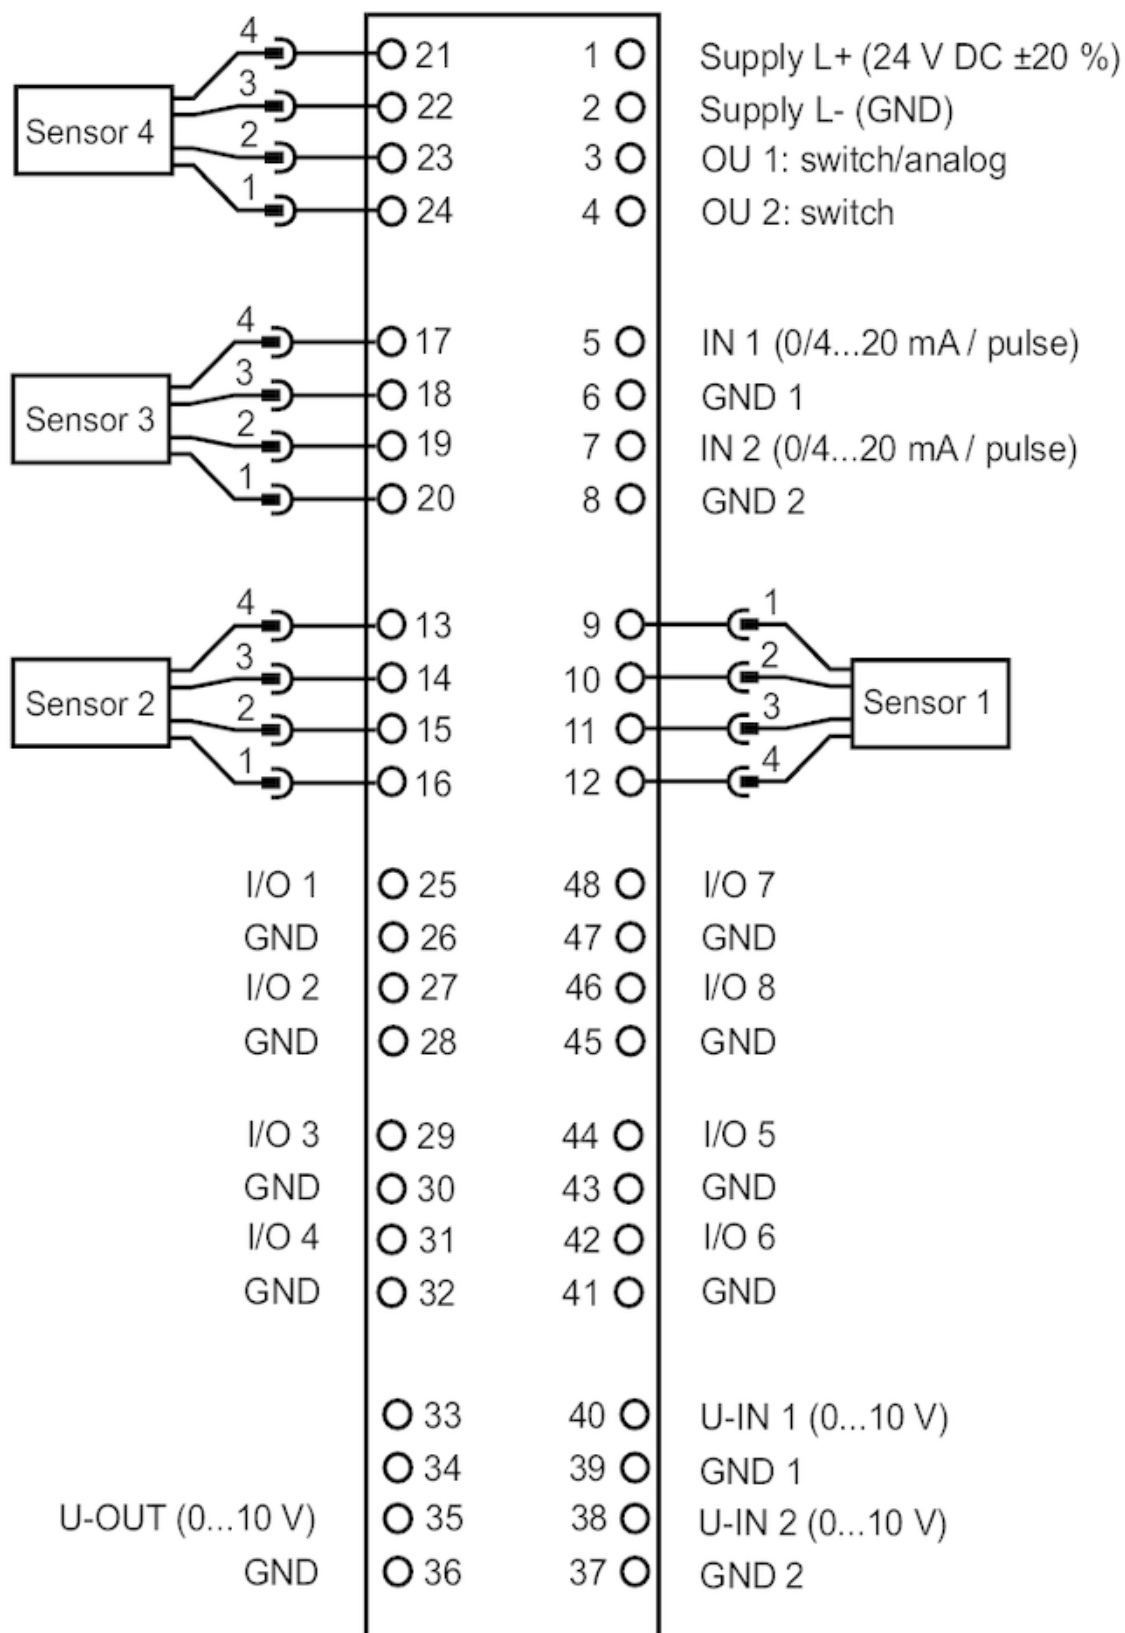 4 21 1 Supply L+ (24 V DC ±20 %)
3 22 2 Supply L- (GND)
Sensor 4
2 23 3 OU 1: switch/analog
1 24 4 OU 2: switch
4 17 5 IN 1 (0/4...20 mA / pulse)
3 18 6 GND 1
Sensor 3
2 19 7 IN 2 (0/4...20 mA / pulse)
1 20 8 GND 2
4 13 9 1
3 14 10 2
Sensor 2 Sensor 1
2 15 11 3
1 16 12 4
I/O 1 25 48 I/O 7
GND 26 47 GND
I/O 2 27 46 I/O 8
GND 28 45 GND
I/O 3 29 44 I/O 5
GND 30 43 GND
I/O 4 31 42 I/O 6
GND 32 41 GND
33 40 U-IN 1 (0...10 V)
34 39 GND 1
U-OUT (0...10 V) 35 38 U-IN 2 (0...10 V)
GND 36 37 GND 2